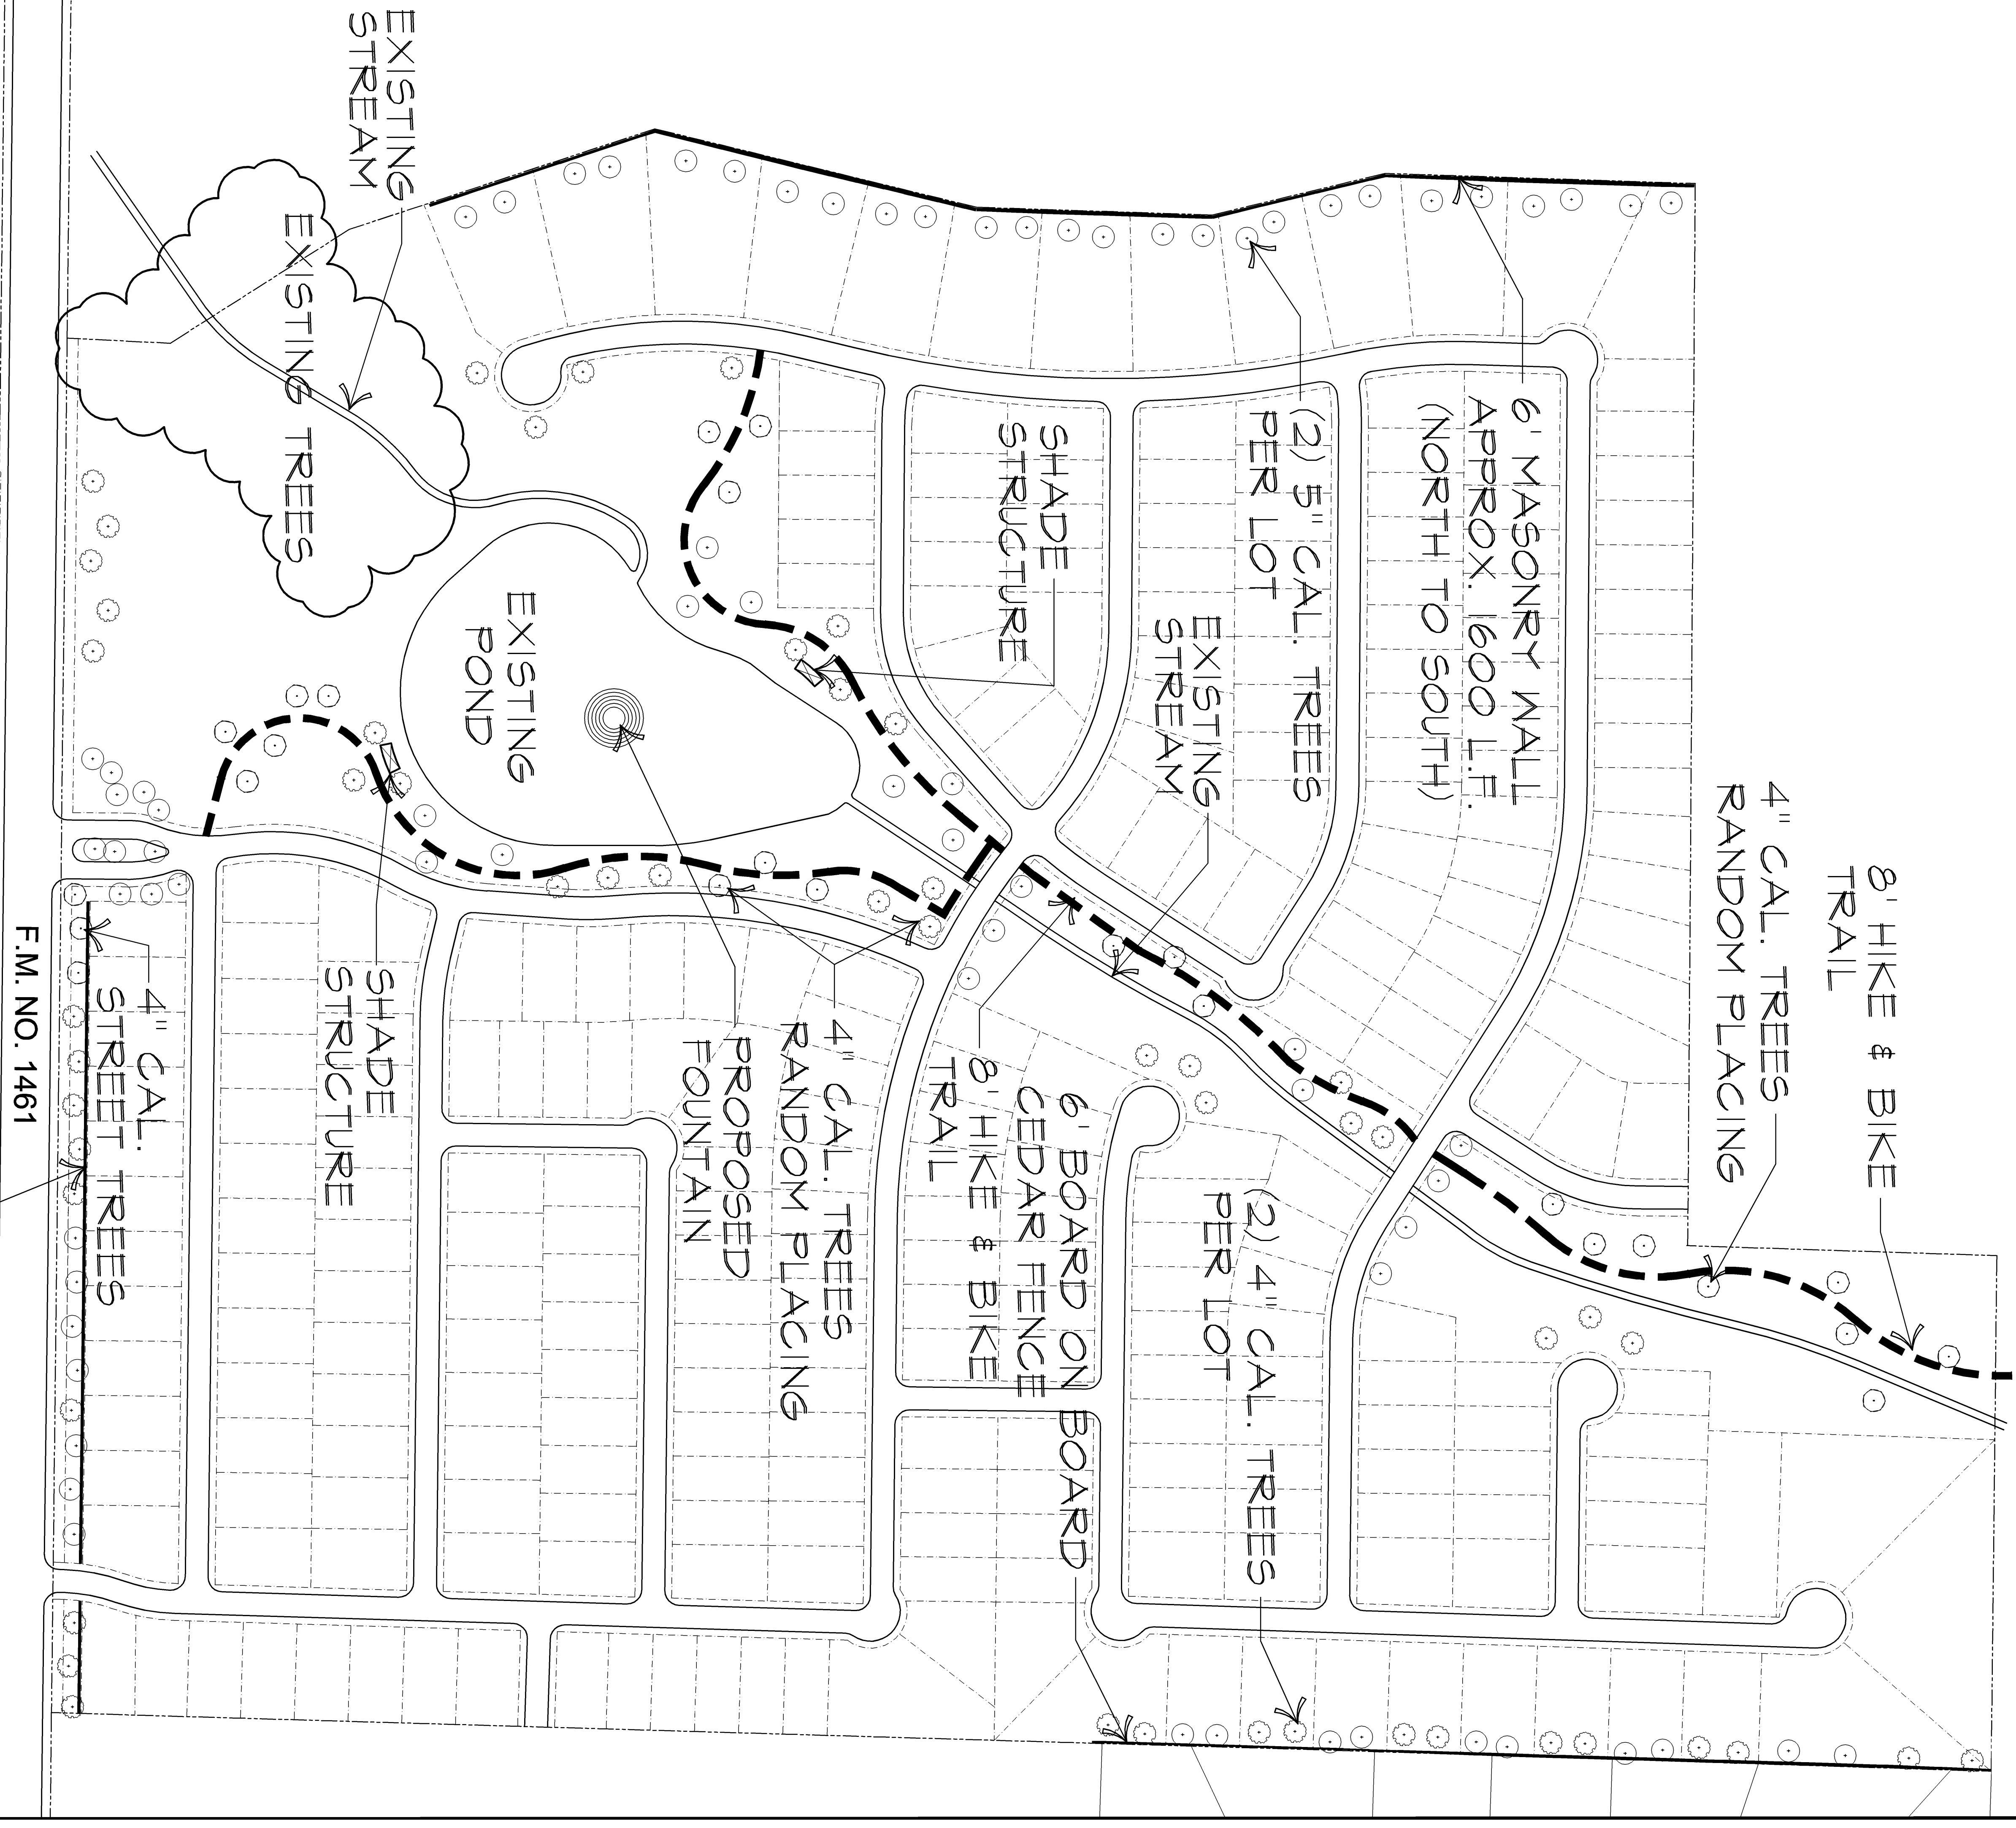 EXISTING
STREAM
EXISTING TREES
EXISTING
POND
SHADE
STRUCTURE
EXISTING
STREAM
(2) 5" CAL. TREES
PER LOT
6' MASONRY WALL
APPROX. 1600 L.F.
(NORTH TO SOUTH)
8' HIKE & BIKE
TRAIL
4" CAL. TREES
RANDOM PLACING
(2) 4" CAL. TREES
PER LOT
6' BOARD ON BOARD
CEDAR FENCE
8' HIKE & BIKE
TRAIL
4" CAL. TREES
RANDOM PLACING
PROPOSED
FOUNTAIN
SHADE
STRUCTURE
4" CAL.
STREET TREES
F.M. NO. 1461